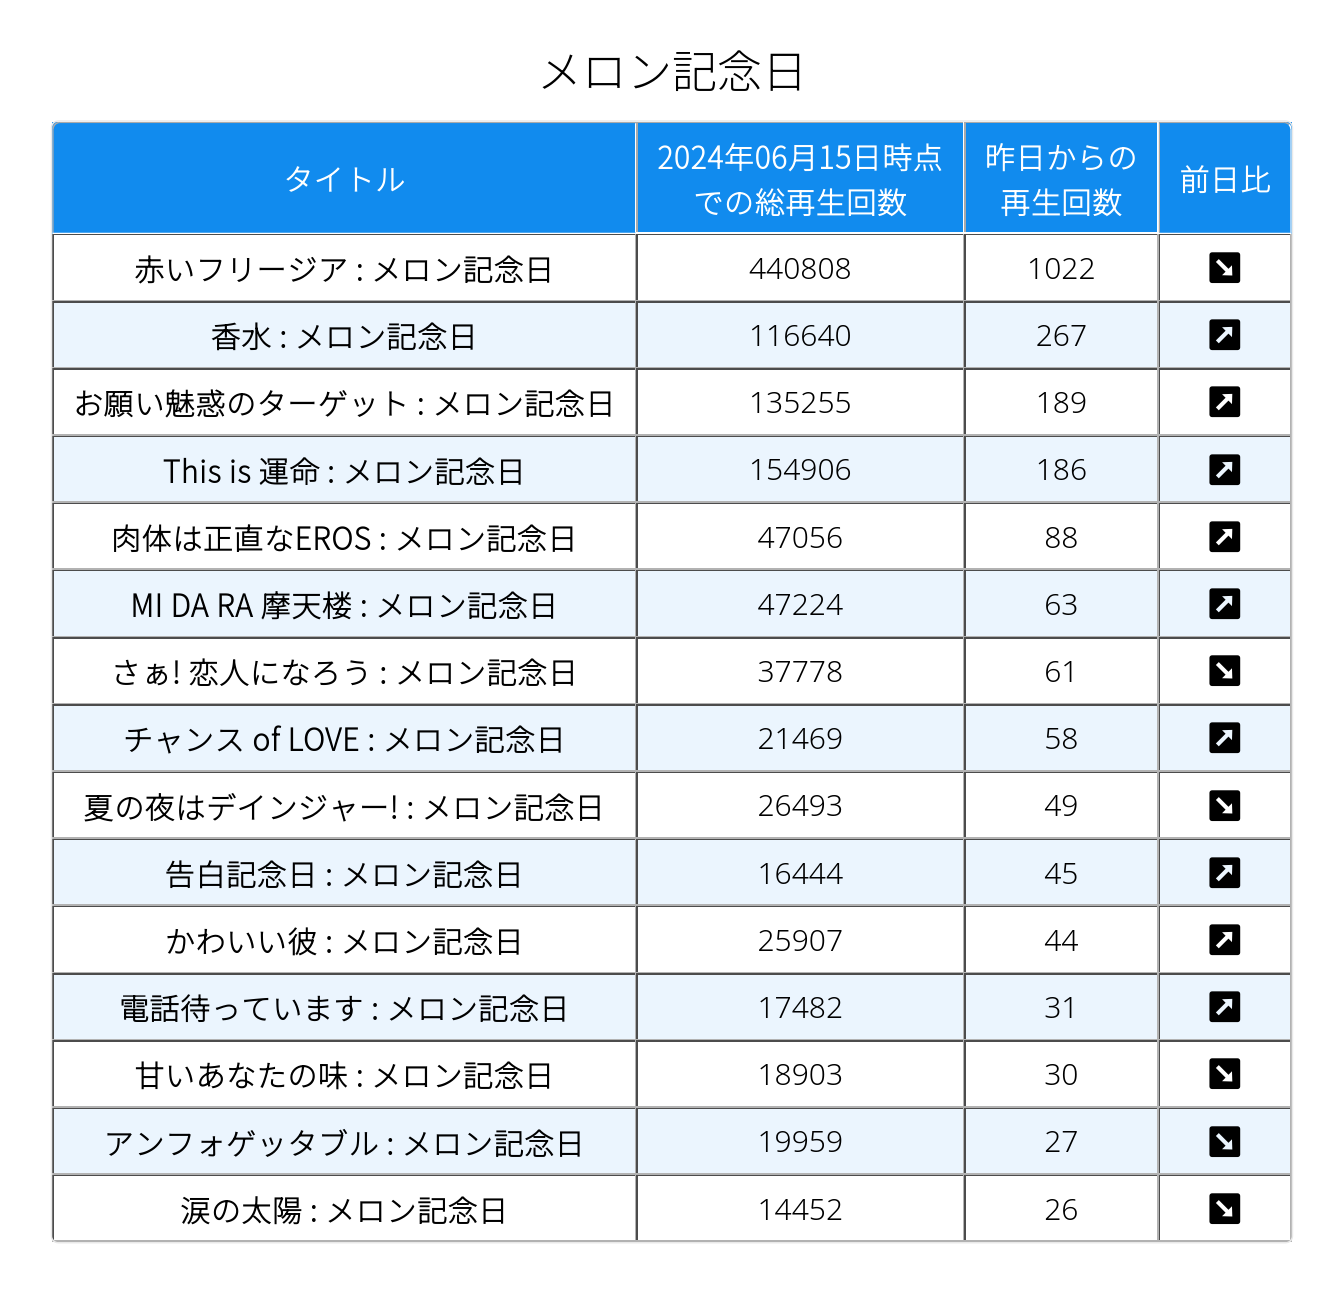 メロン記念日
タイトル 2024年06月15日時点 昨日からの 前日比
での総再生回数 再生回数
赤いフリージア : メロン記念日 440808 1022 ↘
香水 : メロン記念日 116640 267 ↗
お願い魅惑のターゲット : メロン記念日 135255 189 ↗
This is 運命 : メロン記念日 154906 186 ↗
肉体は正直なEROS : メロン記念日 47056 88 ↗
MI DA RA 摩天楼 : メロン記念日 47224 63 ↗
さぁ! 恋人になろう : メロン記念日 37778 61 ↘
チャンス of LOVE : メロン記念日 21469 58 ↗
夏の夜はデインジャー! : メロン記念日 26493 49 ↘
告白記念日 : メロン記念日 16444 45 ↗
かわいい彼 : メロン記念日 25907 44 ↗
電話待っています : メロン記念日 17482 31 ↗
甘いあなたの味 : メロン記念日 18903 30 ↘
アンフォゲッタブル : メロン記念日 19959 27 ↘
涙の太陽 : メロン記念日 14452 26 ↘